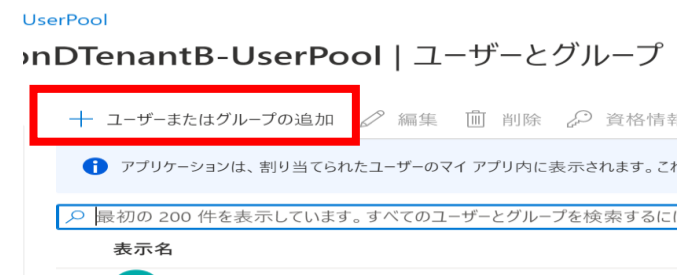 UserPool
onDTenantB-UserPool | ユーザーとグループ
ユーザーまたはグループの追加 編集 削除 資格情報
アプリケーションは、割り当てられたユーザーのマイ アプリ内に表示されます。これ
最初の 200 件を表示しています。すべてのユーザーとグループを検索するには
表示名